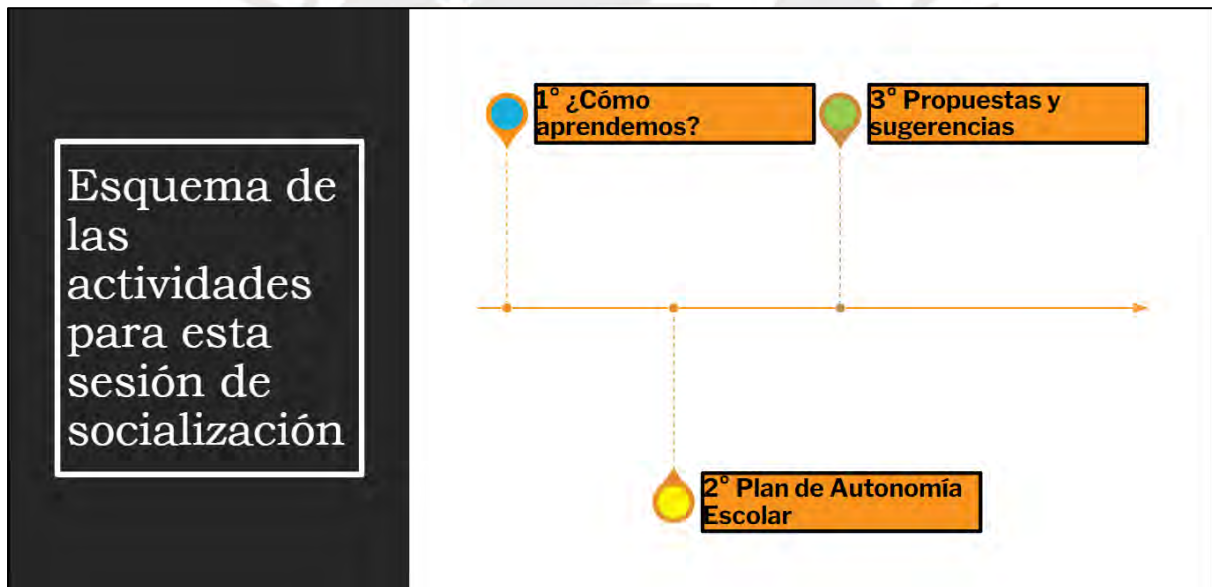 Esquema de
las
actividades
para esta
sesión de
socialización
1° ¿Cómo
aprendemos?
2° Plan de Autonomía
Escolar
3° Propuestas y
sugerencias